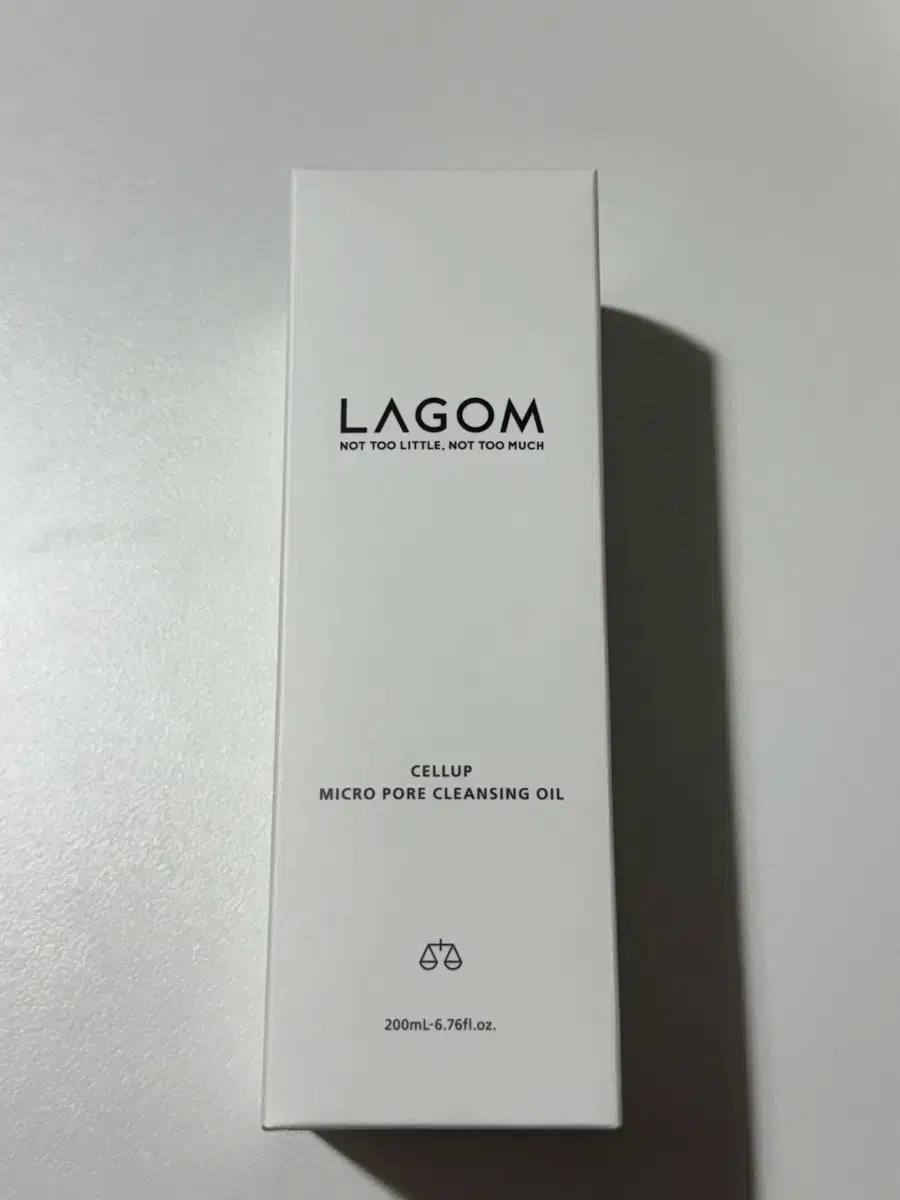 LAGOM
NOT TOO LITTLE, NOT TOO MUCH
CELLUP
MICRO PORE CLEANSING OIL
200mL-6.76fl.oz.